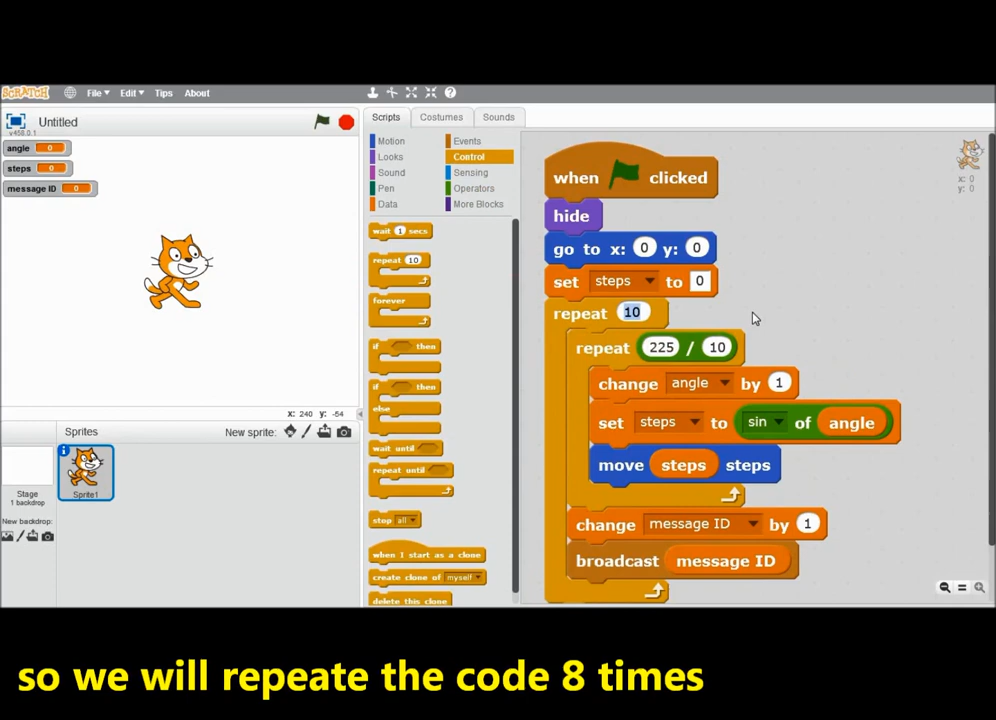 SCRATCH File Edit Tips About
Untitled
v456.0.1
angle 0
steps 0
message ID 0
x: 240 y: -54
Sprites New sprite:
Sprite1
Stage
1 backdrop
New backdrop:
Scripts Costumes Sounds
Motion Events
Looks Control
Sound Sensing
Pen Operators
Data More Blocks
wait 1 secs
repeat 10
forever
if then
if then
else
wait until
repeat until
stop all
when I start as a clone
create clone of myself
delete this clone
x: 0
y: 0
when clicked
hide
go to x: 0 y: 0
set steps to 0
repeat 10
repeat 225 / 10
change angle by 1
set steps to sin of angle
move steps steps
change message ID by 1
broadcast message ID
so we will repeate the code 8 times